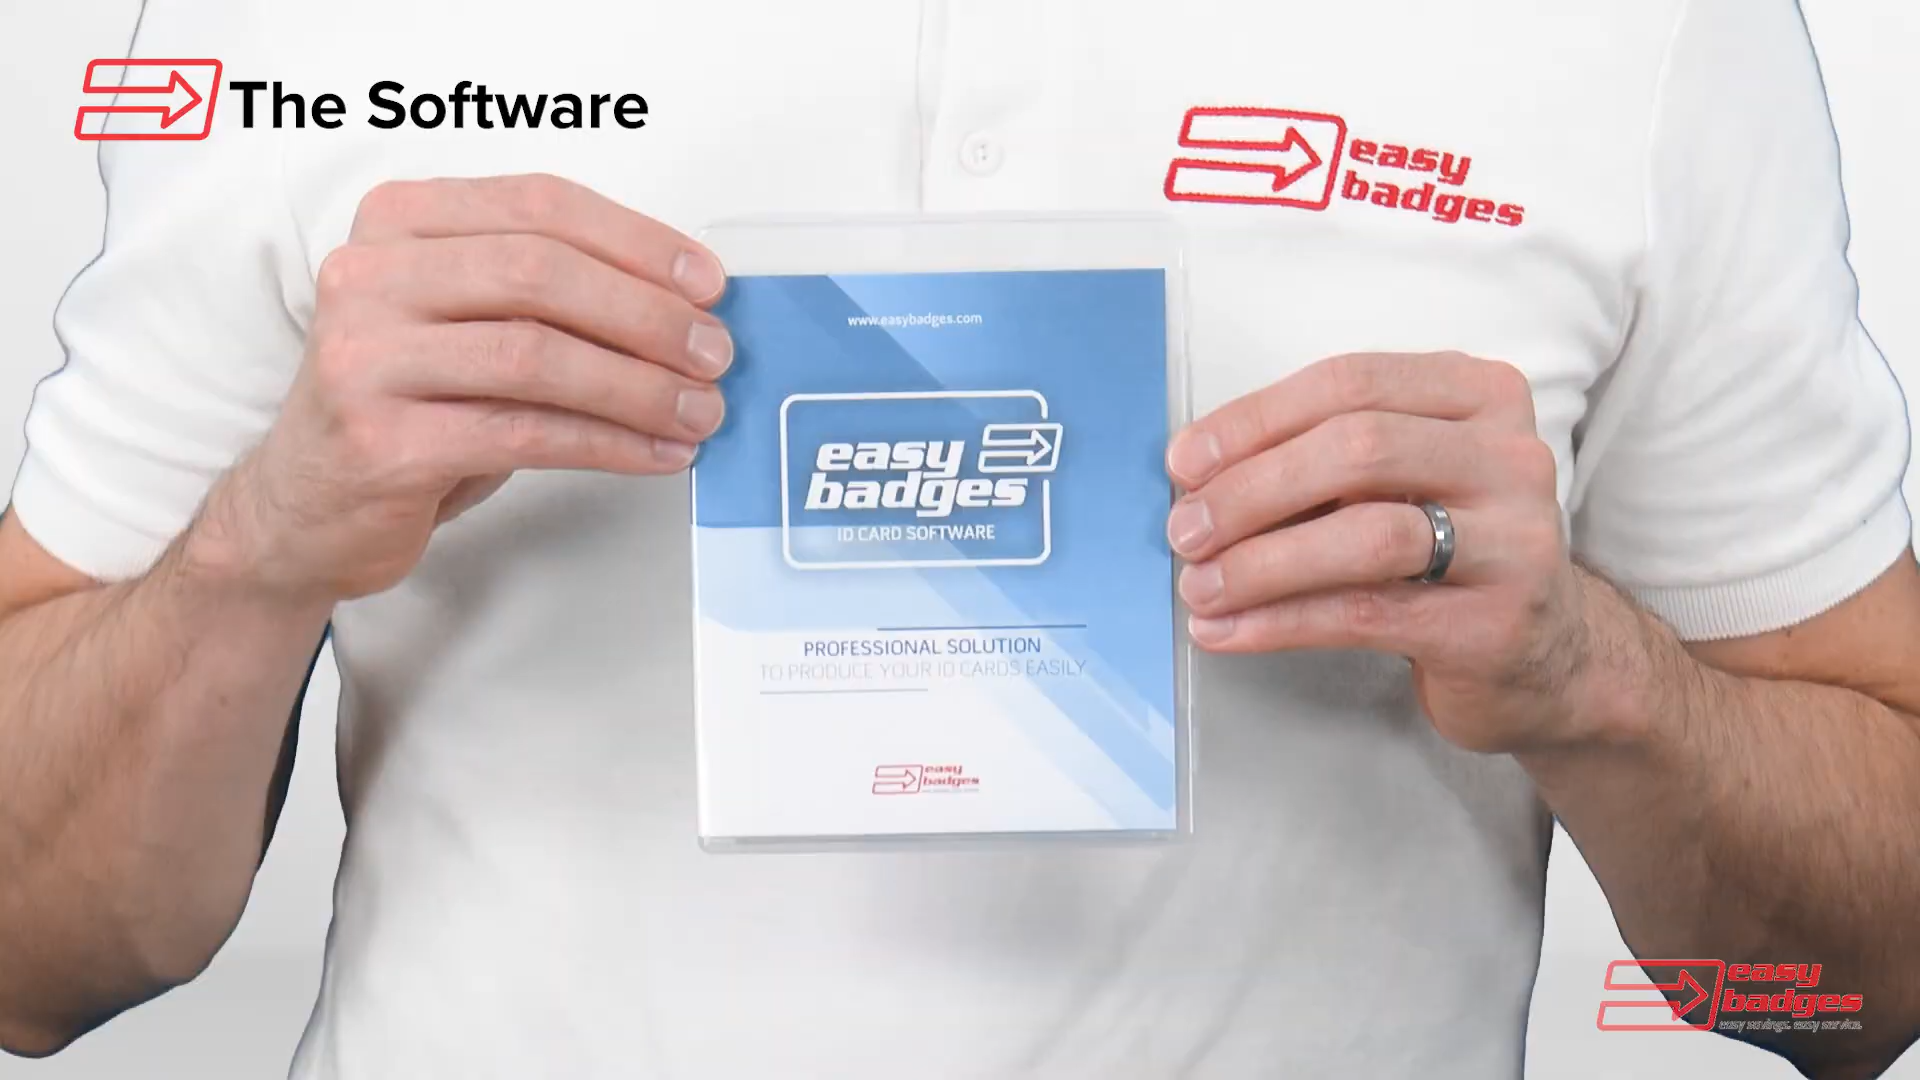 The Software
easy
badges
www.easybadges.com
easy
badges
ID CARD SOFTWARE
PROFESSIONAL SOLUTION
TO PRODUCE YOUR ID CARDS EASILY
easy
badges
easy
badges
easy savings. easy service.